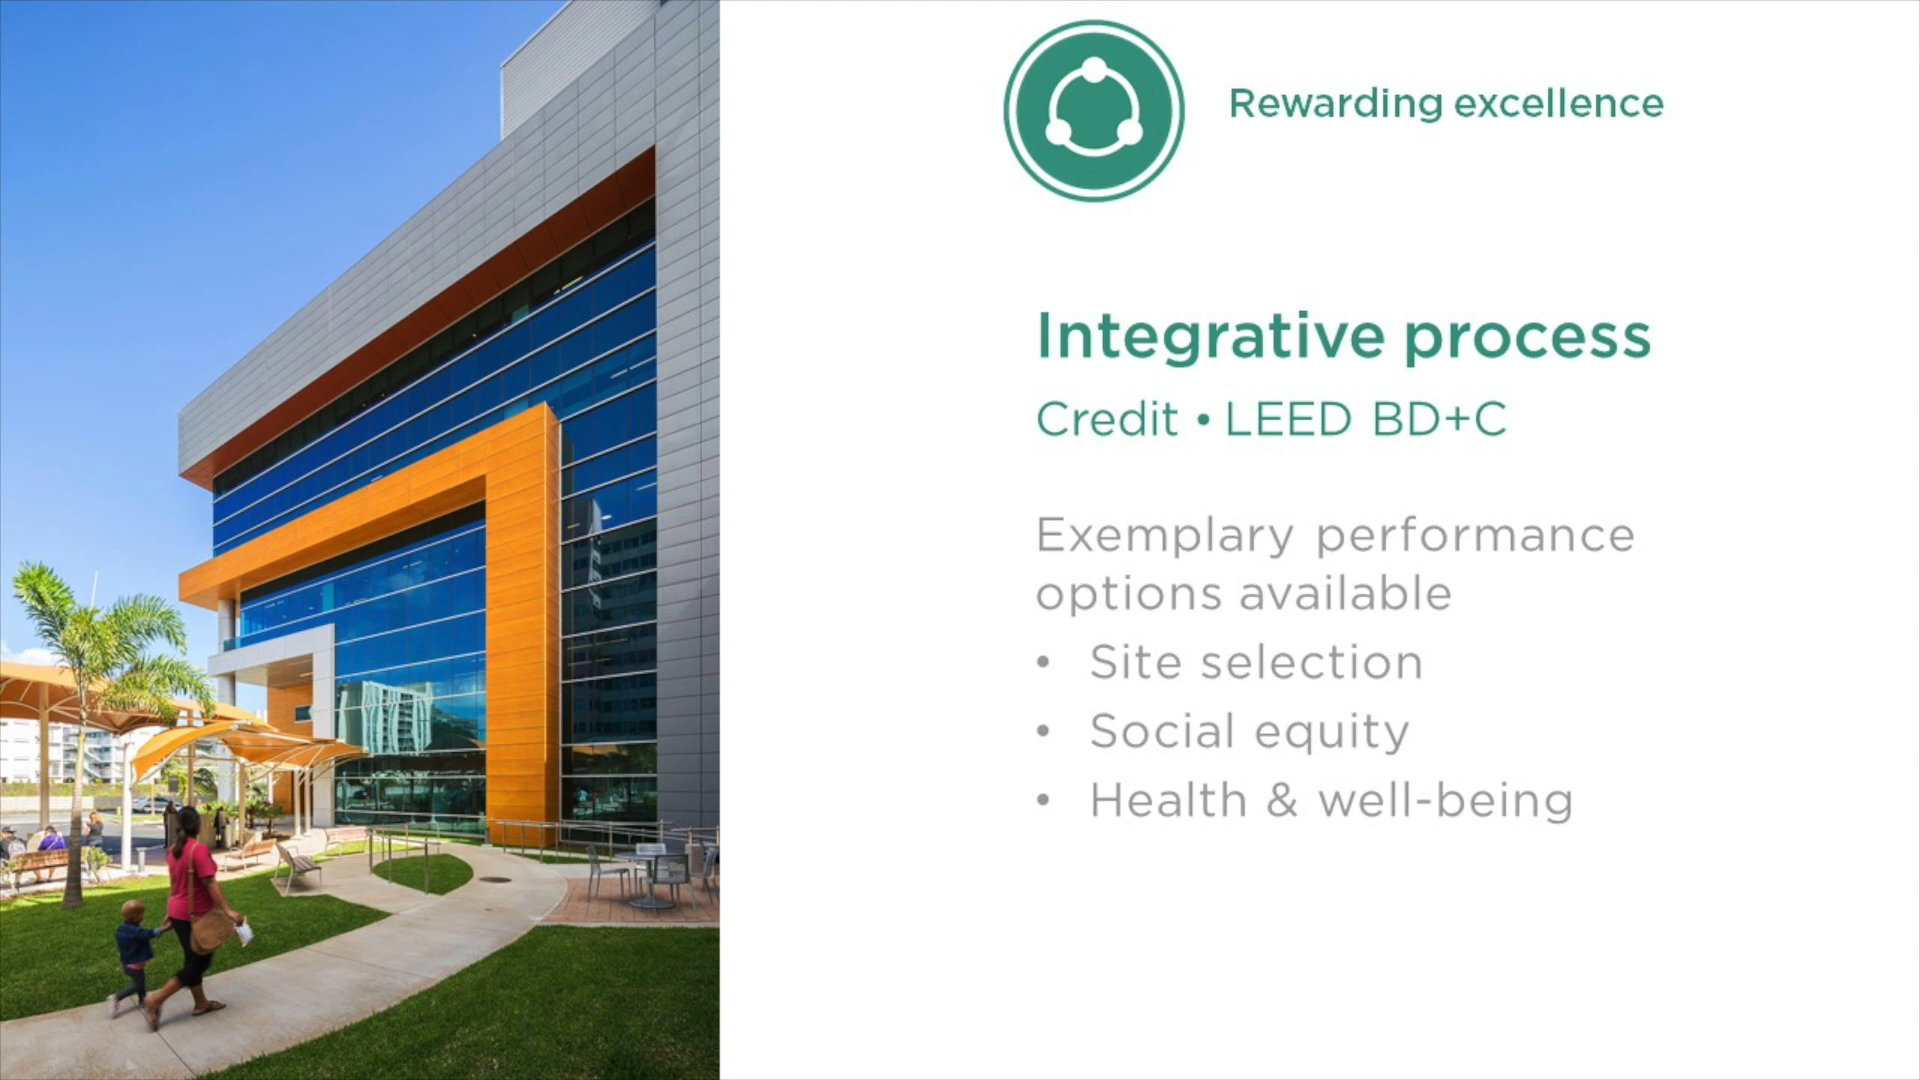 Rewarding excellence
Integrative process
Credit • LEED BD+C
Exemplary performance
options available
• Site selection
• Social equity
• Health & well-being